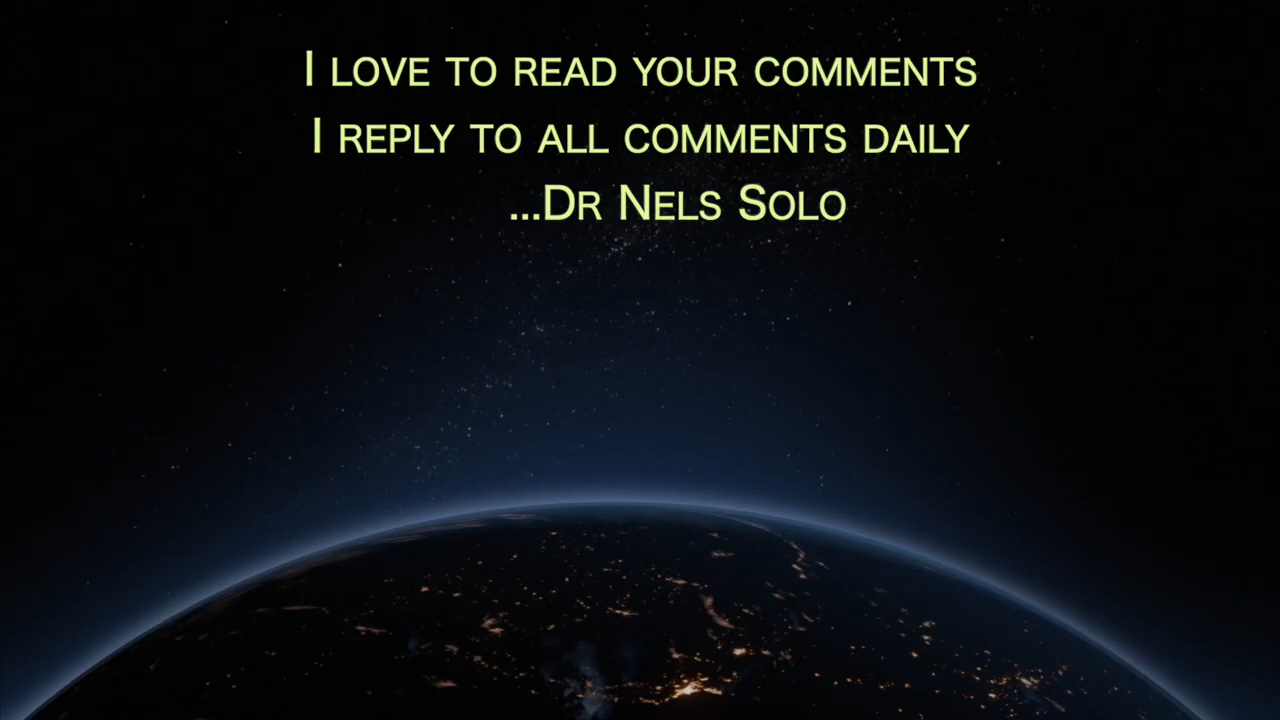 I LOVE TO READ YOUR COMMENTS
I REPLY TO ALL COMMENTS DAILY
...DR NELS SOLO